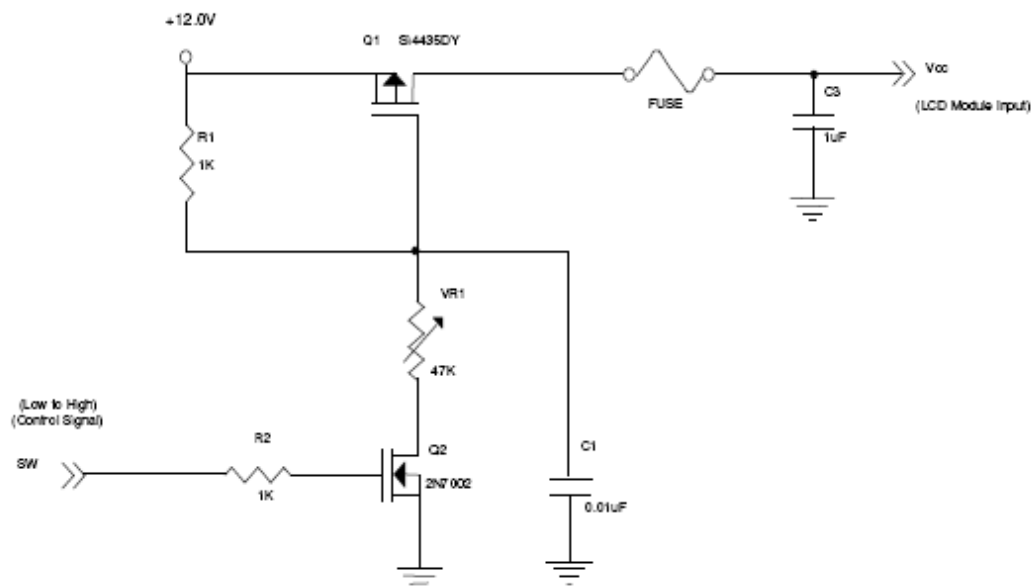 +12.0V
Q1 Si4435DY
Vcc
(LCD Module Input)
FUSE
C3
1uF
R1
1K
VR1
47K
(Low to High)
(Control Signal)
SW
R2
1K
Q2
2N7002
C1
0.01uF